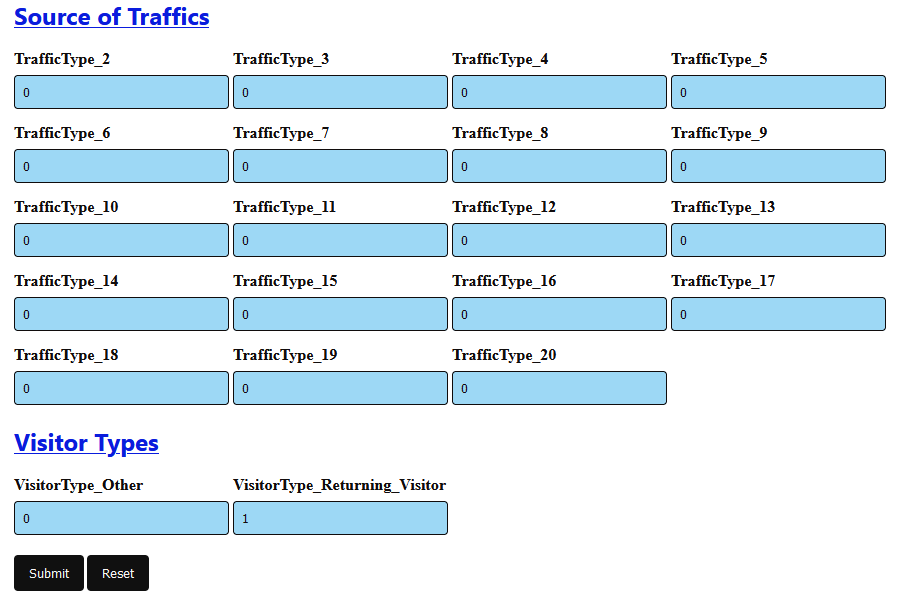 Source of Traffics
TrafficType_2 TrafficType_3 TrafficType_4 TrafficType_5
0 0 0 0
TrafficType_6 TrafficType_7 TrafficType_8 TrafficType_9
0 0 0 0
TrafficType_10 TrafficType_11 TrafficType_12 TrafficType_13
0 0 0 0
TrafficType_14 TrafficType_15 TrafficType_16 TrafficType_17
0 0 0 0
TrafficType_18 TrafficType_19 TrafficType_20
0 0 0
Visitor Types
VisitorType_Other VisitorType_Returning_Visitor
0 1
Submit Reset